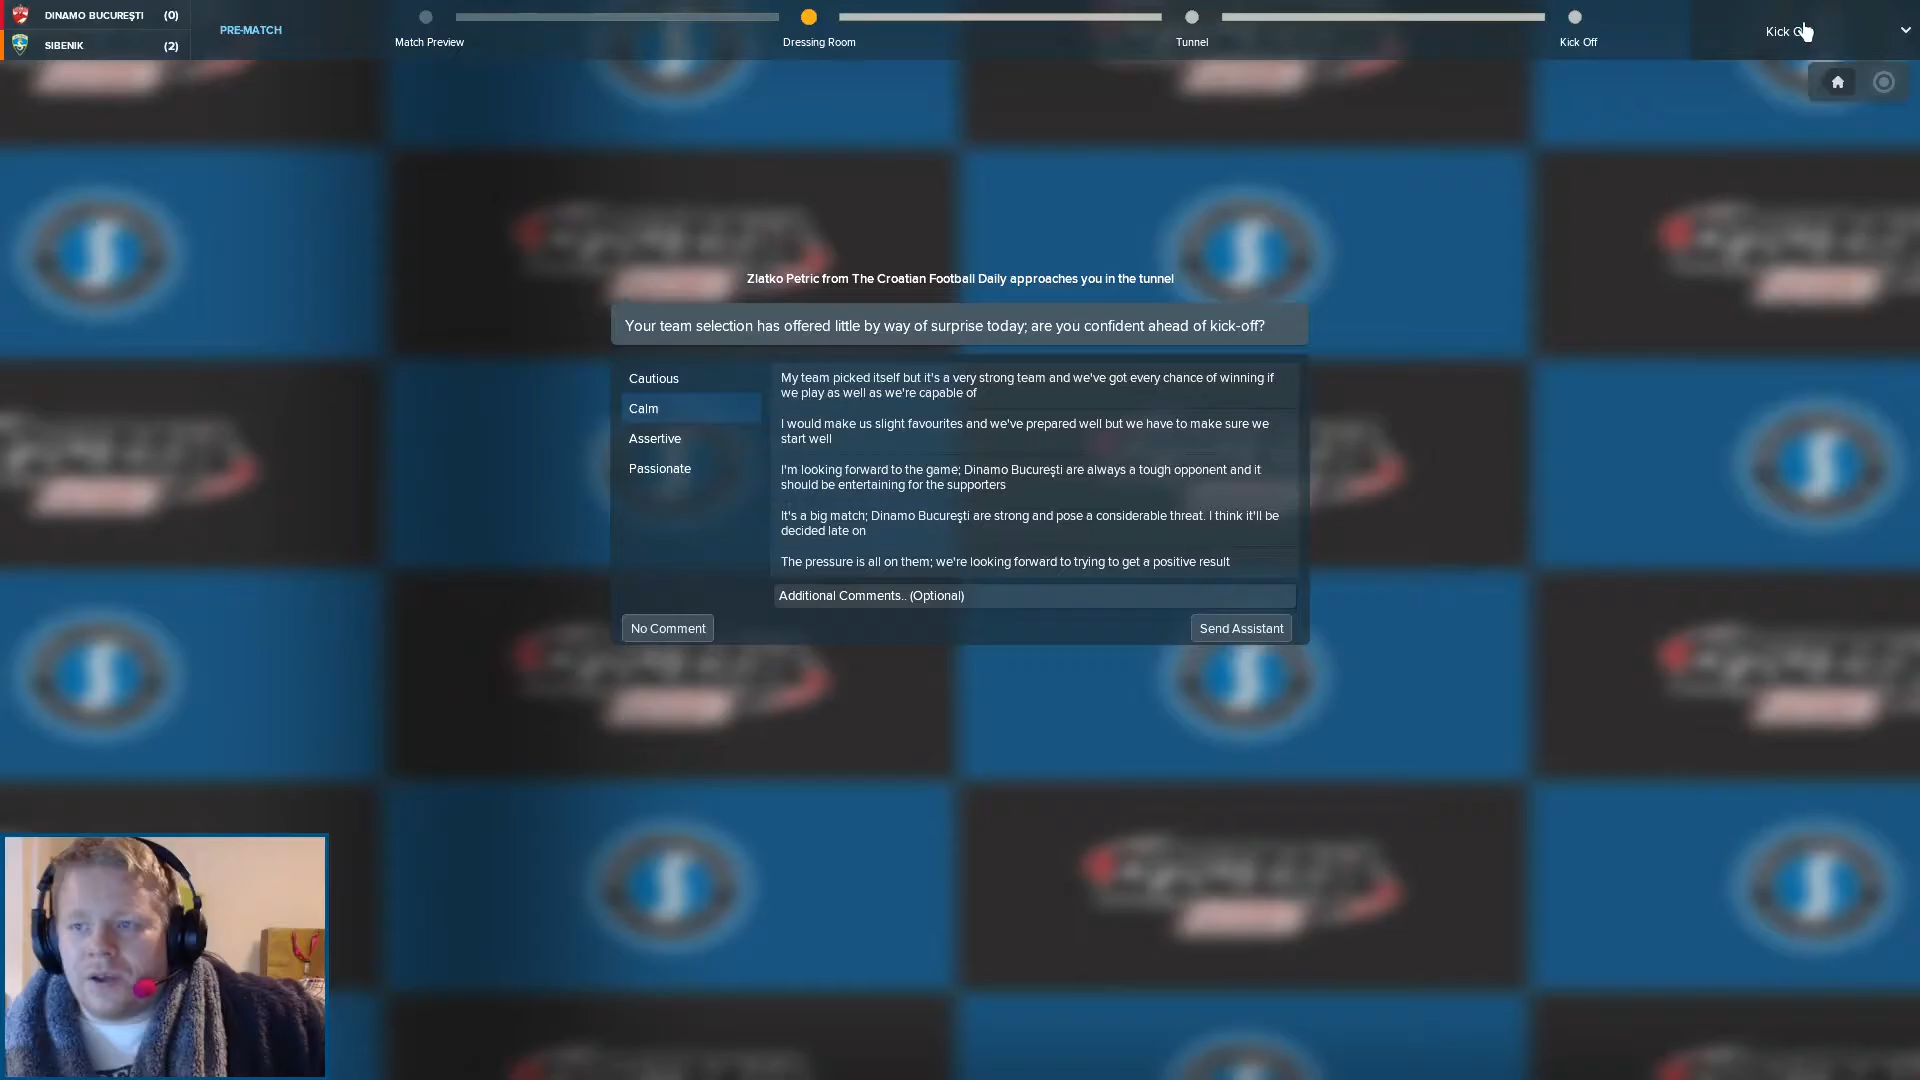 DINAMO BUCUREŞTI (0)
SIBENIK (2)
PRE-MATCH
Match Preview
Dressing Room
Tunnel
Kick Off
Kick
Zlatko Petric from The Croatian Football Daily approaches you in the tunnel
Your team selection has offered little by way of surprise today; are you confident ahead of kick-off?
Cautious
Calm
Assertive
Passionate
My team picked itself but it's a very strong team and we've got every chance of winning if
we play as well as we're capable of
I would make us slight favourites and we've prepared well but we have to make sure we
start well
I'm looking forward to the game; Dinamo Bucureşti are always a tough opponent and it
should be entertaining for the supporters
It's a big match; Dinamo Bucureşti are strong and pose a considerable threat. I think it'll be
decided late on
The pressure is all on them; we're looking forward to trying to get a positive result
Additional Comments.. (Optional)
No Comment
Send Assistant